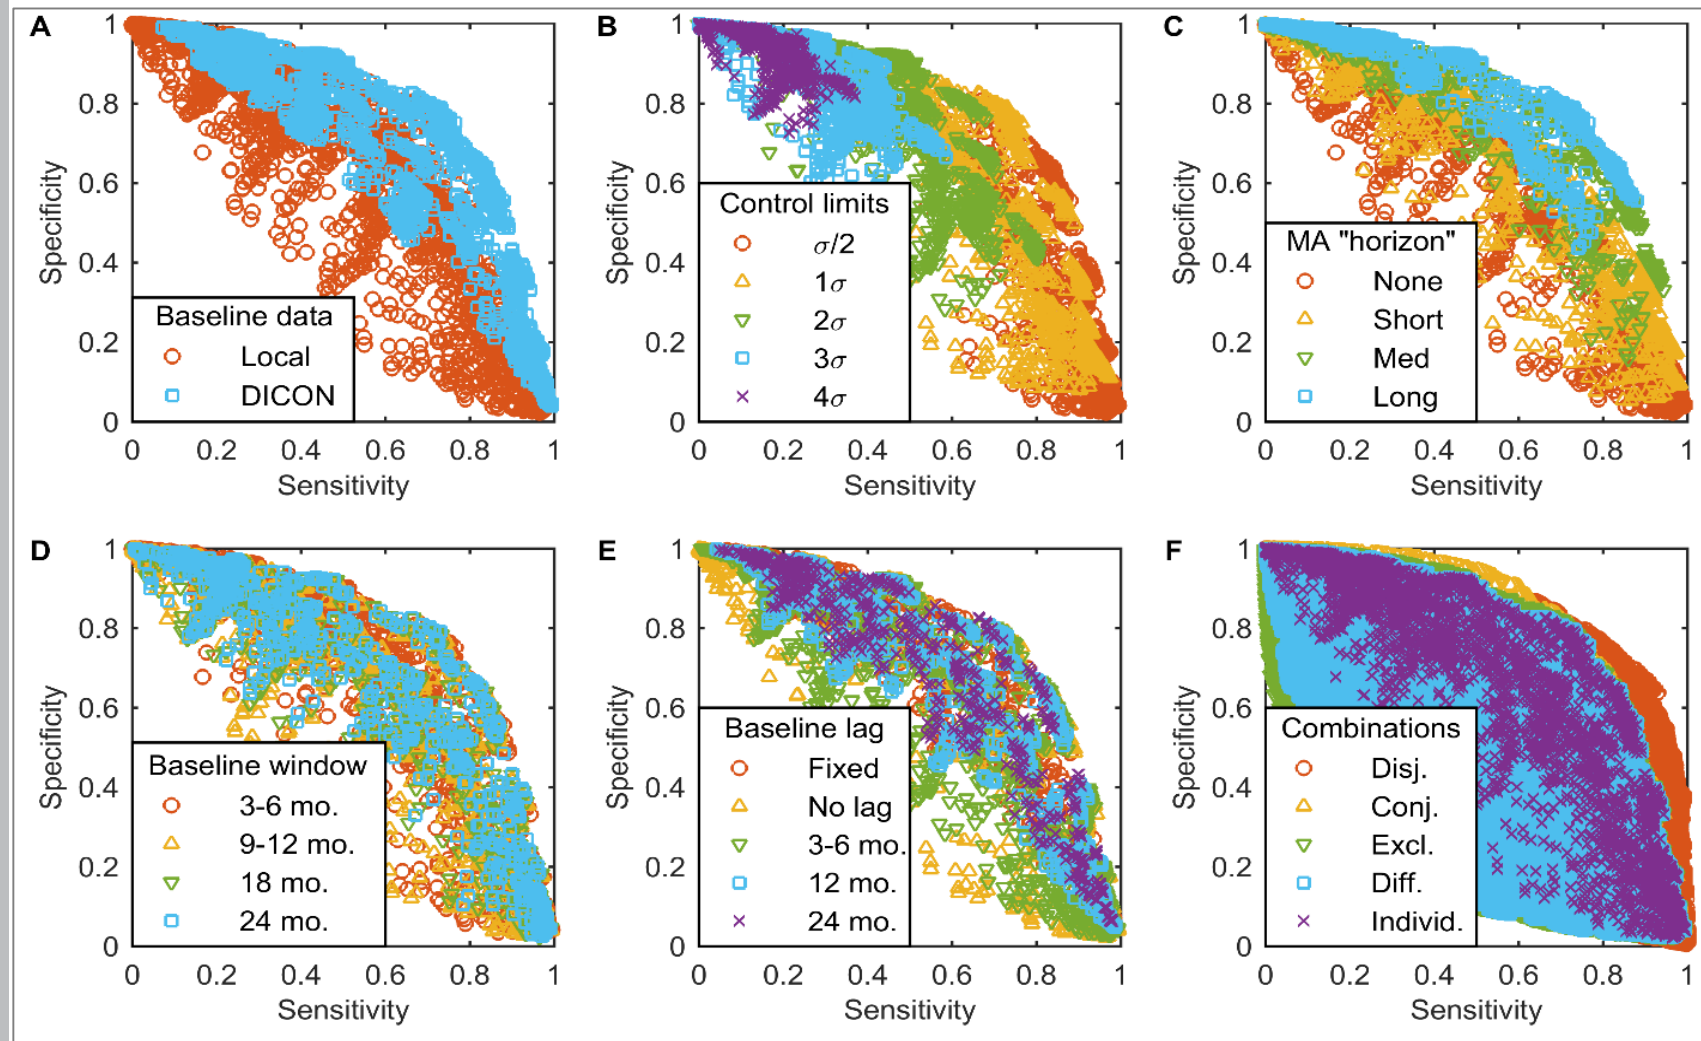 A
1
0.8
0.6
0.4
0.2
0
Specificity
Baseline data
Local
DICON
0 0.2 0.4 0.6 0.8 1
Sensitivity
B
1
0.8
0.6
0.4
0.2
0
Specificity
Control limits
σ/2
1σ
2σ
3σ
4σ
0 0.2 0.4 0.6 0.8 1
Sensitivity
C
1
0.8
0.6
0.4
0.2
0
Specificity
MA "horizon"
None
Short
Med
Long
0 0.2 0.4 0.6 0.8 1
Sensitivity
D
1
0.8
0.6
0.4
0.2
0
Specificity
Baseline window
3-6 mo.
9-12 mo.
18 mo.
24 mo.
0 0.2 0.4 0.6 0.8 1
Sensitivity
E
1
0.8
0.6
0.4
0.2
0
Specificity
Baseline lag
Fixed
No lag
3-6 mo.
12 mo.
24 mo.
0 0.2 0.4 0.6 0.8 1
Sensitivity
F
1
0.8
0.6
0.4
0.2
0
Specificity
Combinations
Disj.
Conj.
Excl.
Diff.
Individ.
0 0.2 0.4 0.6 0.8 1
Sensitivity